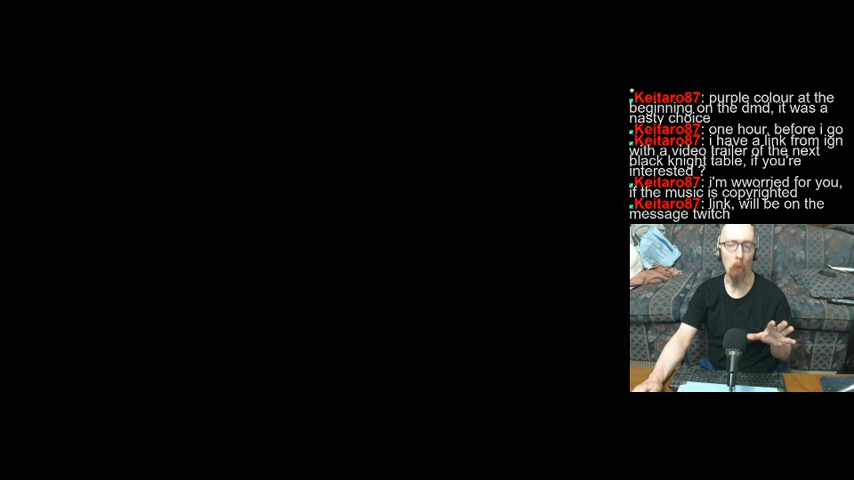 Keitaro87: purple colour at the
beginning on the dmd, it was a
nasty choice
Keitaro87: one hour, before i go
Keitaro87: i have a link from ign
with a video trailer of the next
black knight table, if you're
interested ?
Keitaro87: i'm wworried for you,
if the music is copyrighted
Keitaro87: link, will be on the
message twitch